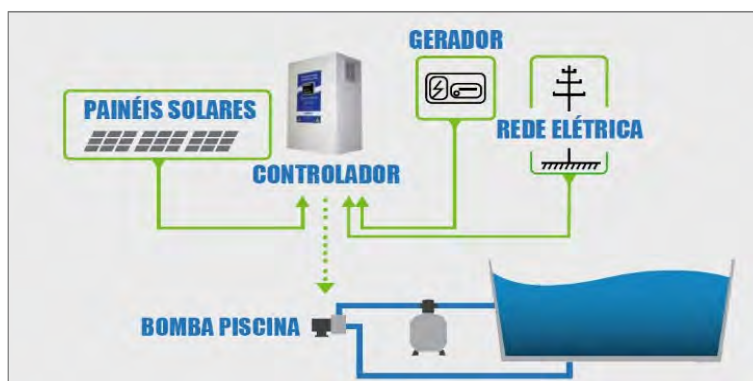 GERADOR
PAINÉIS SOLARES
REDE ELÉTRICA
CONTROLADOR
BOMBA PISCINA